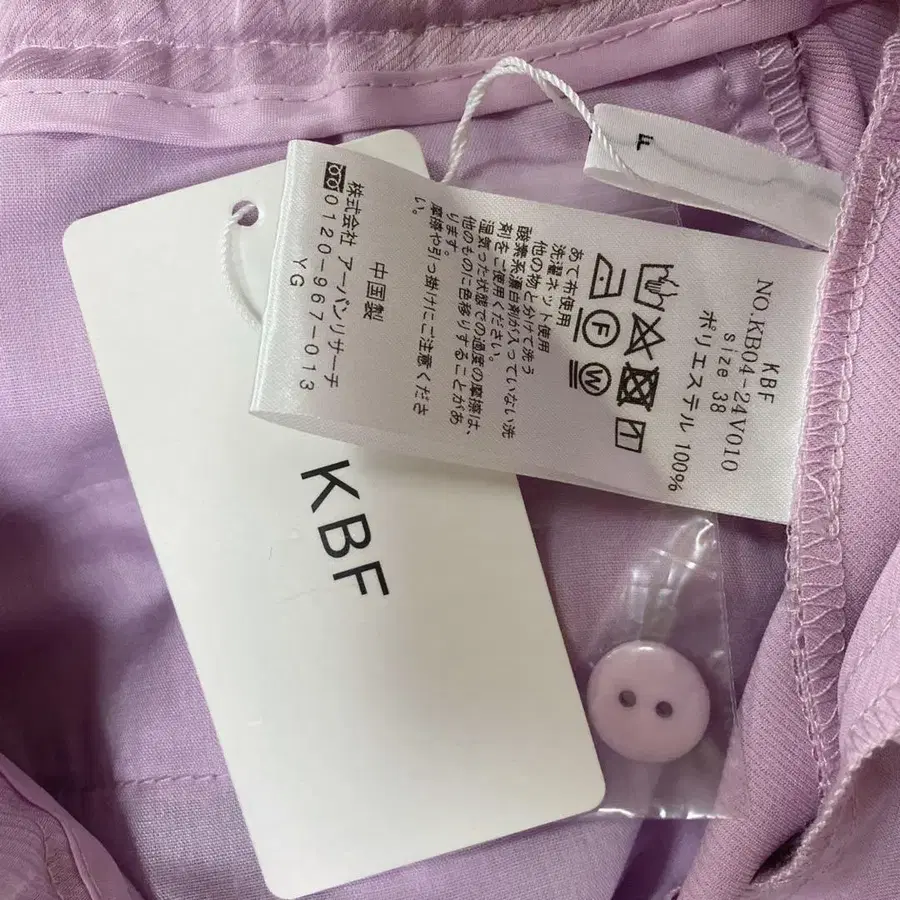 KBF
NO.KB04-24V010
size 38
ポリエステル 100%
あて布使用
洗濯ネット使用
他の物と分けて洗う
酸素系漂白剤が入っていない洗
剤をご使用ください。
湿気った状態での過度の摩擦は、
他のものに色移りすることがあ
ります。
摩擦や引っ掛けにご注意くださ
い。
中国製
株式会社 アーバンリサーチ
0120-967-013
YG
KBF